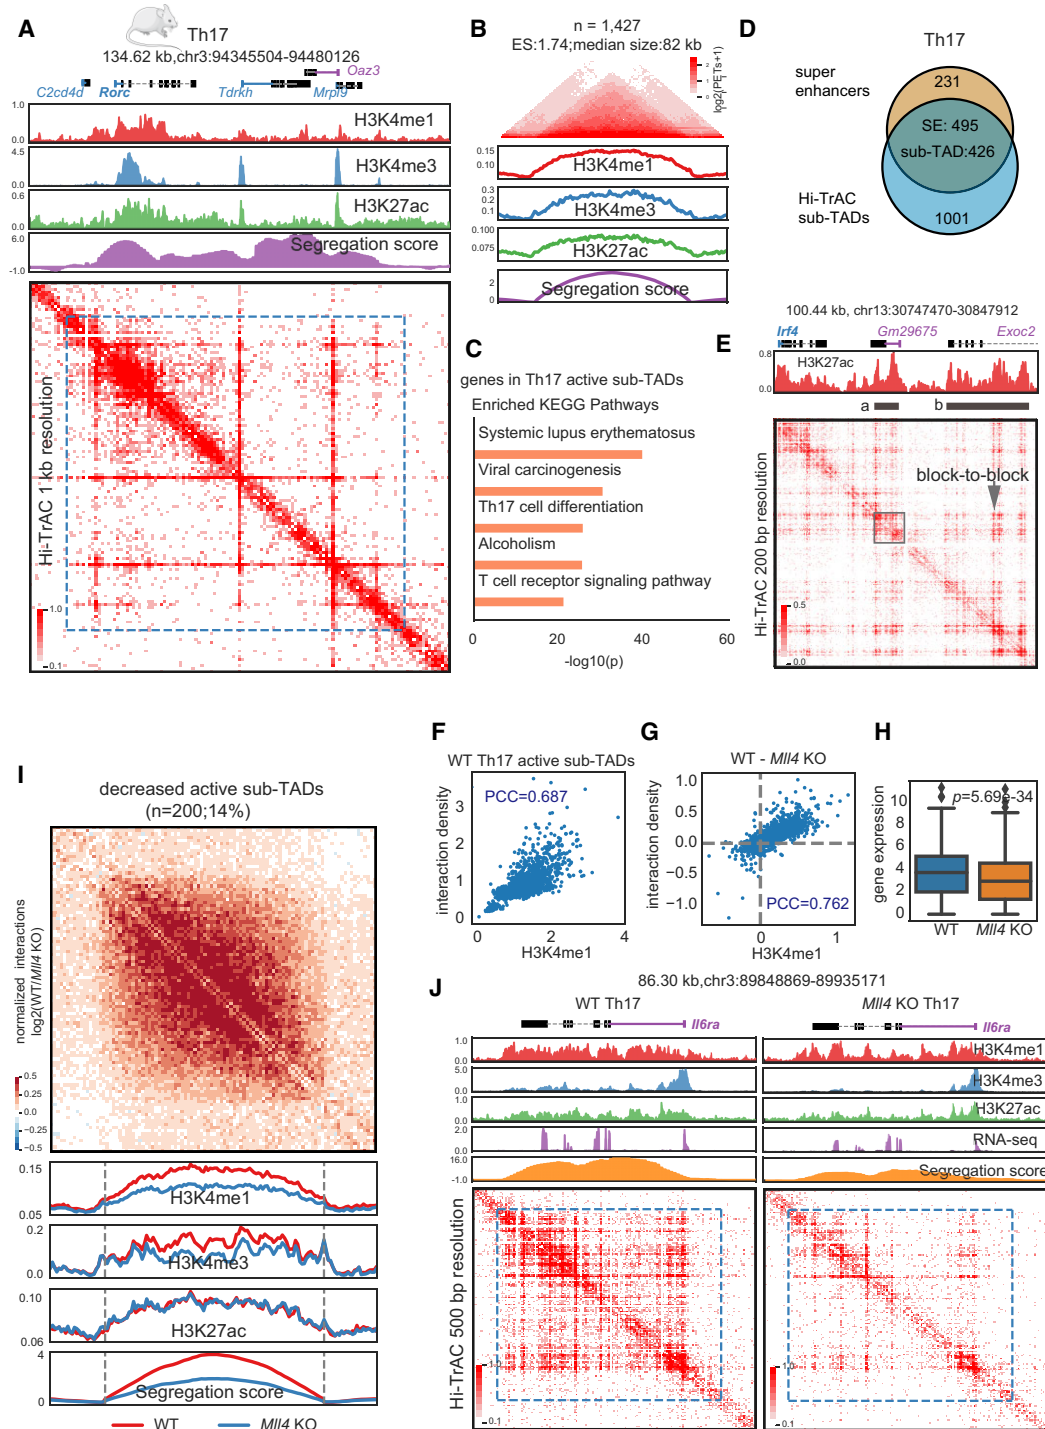 A
Th17
134.62 kb,chr3:94345504-94480126
Oaz3
C2cd4d
Rorc
Tdrkh
Mrpl9
1.0
0.0
H3K4me1
4.5
0.0
H3K4me3
0.6
0.0
H3K27ac
6.0
-1.0
Segregation score
Hi-TrAC 1 kb resolution
1.0
0.1
B
n = 1,427
ES:1.74;median size:82 kb
log2(PETs+1)
2
1
0.15
0.10
H3K4me1
0.3
0.2
0.1
H3K4me3
0.100
0.075
H3K27ac
2
0
Segregation score
C
genes in Th17 active sub-TADs
Enriched KEGG Pathways
Systemic lupus erythematosus
Viral carcinogenesis
Th17 cell differentiation
Alcoholism
T cell receptor signaling pathway
0 20 40 60
-log10(p)
D
Th17
super
enhancers
231
SE: 495
sub-TAD:426
Hi-TrAC
sub-TADs
1001
E
100.44 kb, chr13:30747470-30847912
Irf4
Gm29675
Exoc2
0.8
0.0
H3K27ac
a
b
block-to-block
Hi-TrAC 200 bp resolution
0.5
0.0
F
WT Th17 active sub-TADs
PCC=0.687
interaction density
3
2
1
0
0 2 4
H3K4me1
G
WT - Mll4 KO
interaction density
1.0
0.5
0.0
−0.5
−1.0
PCC=0.762
0 1
H3K4me1
H
p=5.69e-34
gene expression
10
8
6
4
2
0
WT Mll4 KO
I
decreased active sub-TADs
(n=200;14%)
normalized interactions
log2(WT/Mll4 KO)
0.5
0.25
0.0
−0.25
−0.5
0.15
0.05
H3K4me1
0.2
0.0
H3K4me3
0.10
0.06
H3K27ac
4
0
Segregation score
WT Mll4 KO
J
86.30 kb,chr3:89848869-89935171
WT Th17
Mll4 KO Th17
Il6ra
Il6ra
1.0
0.0
H3K4me1
5.0
0.0
H3K4me3
1.0
0.0
H3K27ac
2.0
0.0
RNA-seq
16.0
-1.0
Segregation score
Hi-TrAC 500 bp resolution
1.0
0.1
1.0
0.1